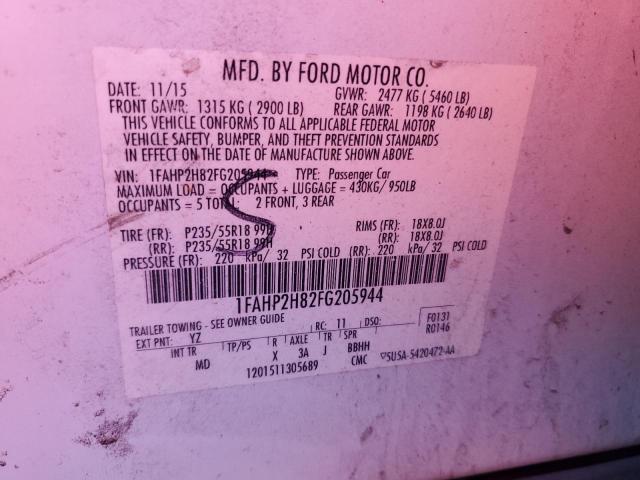 MFD. BY FORD MOTOR CO.
DATE: 11/15 GVWR: 2477 KG ( 5460 LB)
FRONT GAWR: 1315 KG ( 2900 LB) REAR GAWR: 1198 KG ( 2640 LB)
THIS VEHICLE CONFORMS TO ALL APPLICABLE FEDERAL MOTOR
VEHICLE SAFETY, BUMPER, AND THEFT PREVENTION STANDARDS
IN EFFECT ON THE DATE OF MANUFACTURE SHOWN ABOVE.
VIN: 1FAHP2H82FG205944 TYPE: Passenger Car
MAXIMUM LOAD = OCCUPANTS + LUGGAGE = 430KG/ 950LB
OCCUPANTS = 5 TOTAL: 2 FRONT, 3 REAR
TIRE (FR): P235/55R18 99H RIMS (FR): 18X8.0J
(RR): P235/55R18 99H (RR): 18X8.0J
PRESSURE (FR): 220 kPa/ 32 PSI COLD (RR): 220 kPa/ 32 PSI COLD
1FAHP2H82FG205944
TRAILER TOWING - SEE OWNER GUIDE F0131
EXT PNT: YZ RC: 11 DSO: R0146
INT TR TP/PS R AXLE TR SPR
MD X 3A J BBHH
1201511305689 CMC ▽5USA-5420472-AA